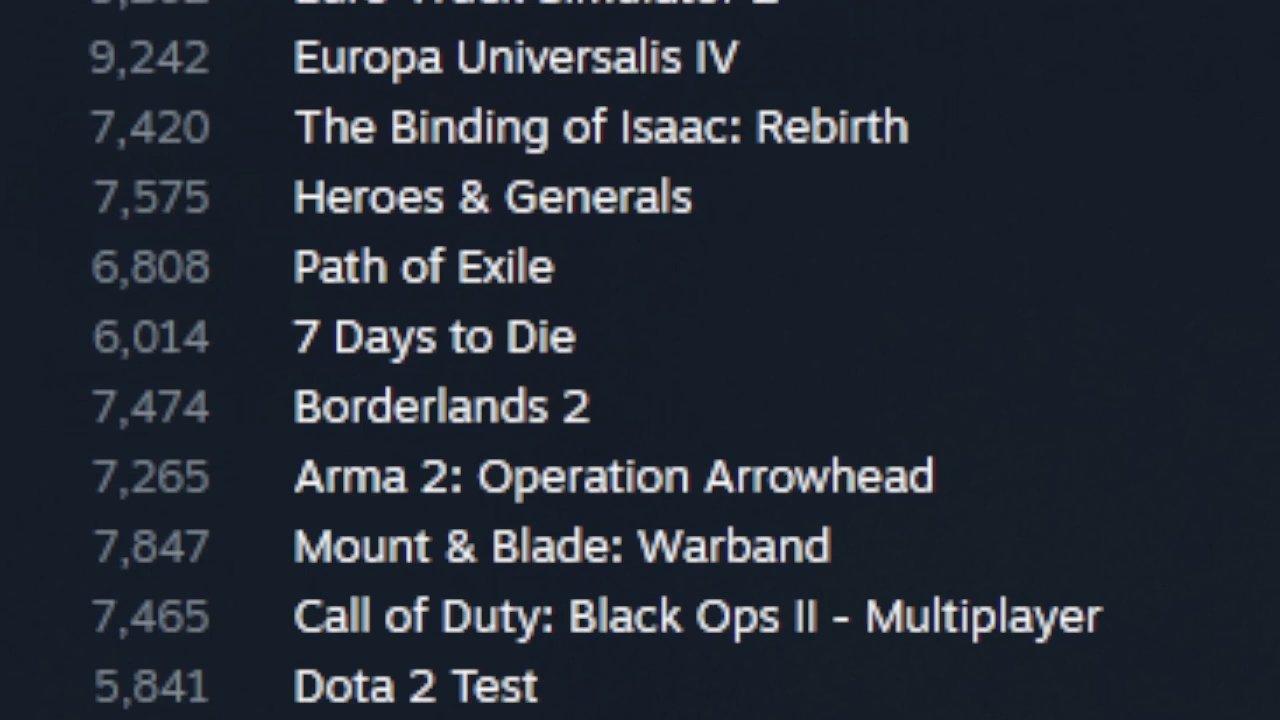 9,242 Europa Universalis IV
7,420 The Binding of Isaac: Rebirth
7,575 Heroes & Generals
6,808 Path of Exile
6,014 7 Days to Die
7,474 Borderlands 2
7,265 Arma 2: Operation Arrowhead
7,847 Mount & Blade: Warband
7,465 Call of Duty: Black Ops II - Multiplayer
5,841 Dota 2 Test